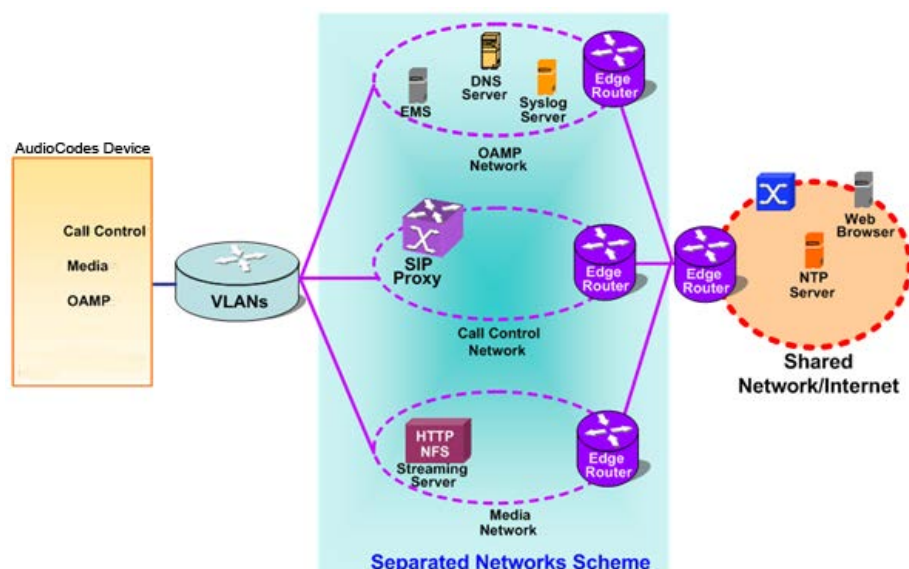 AudioCodes Device
Call Control
Media
OAMP
VLANs
EMS
DNS
Server
Syslog
Server
Edge
Router
OAMP
Network
SIP
Proxy
Edge
Router
Call Control
Network
HTTP
NFS
Streaming
Server
Edge
Router
Media
Network
Separated Networks Scheme
Edge
Router
Web
Browser
NTP
Server
Shared
Network/Internet